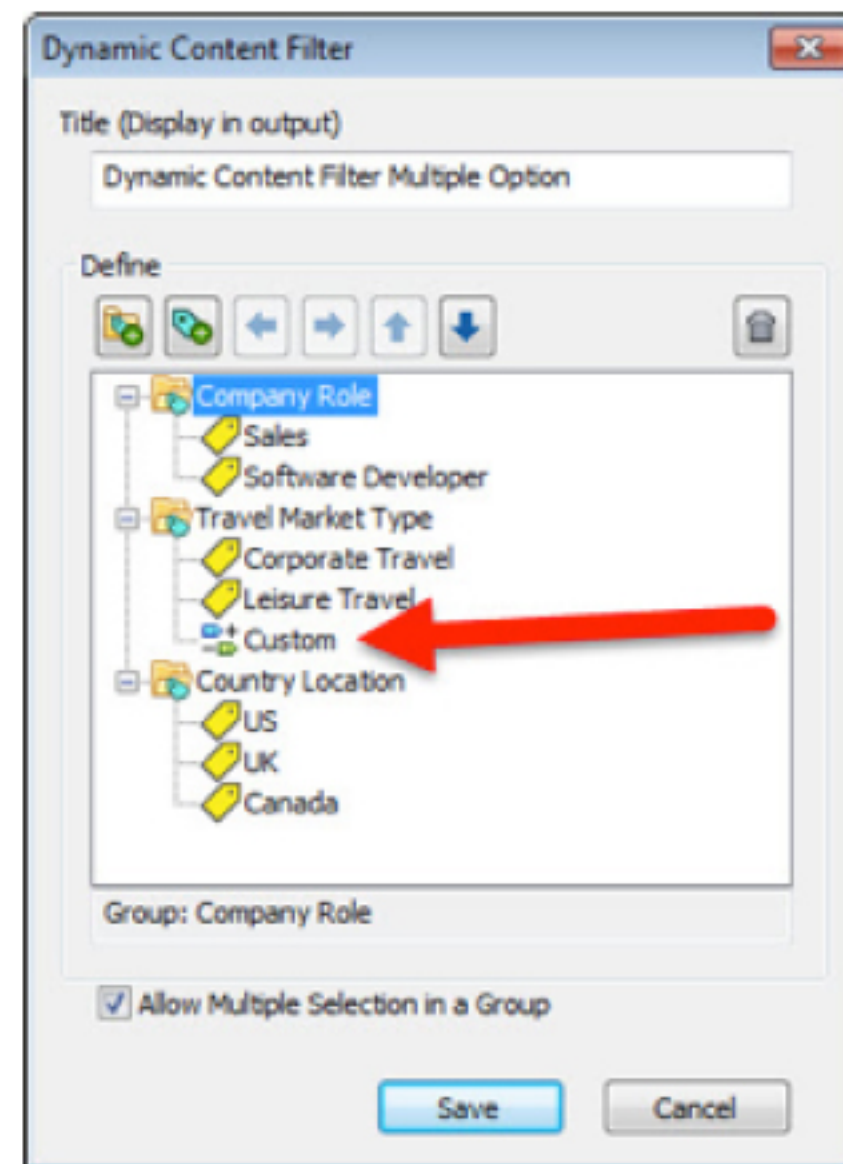 Dynamic Content Filter
Title (Display in output)
Dynamic Content Filter Multiple Option
Define
Company Role
Sales
Software Developer
Travel Market Type
Corporate Travel
Leisure Travel
Custom
Country Location
US
UK
Canada
Group: Company Role
Allow Multiple Selection in a Group
Save Cancel